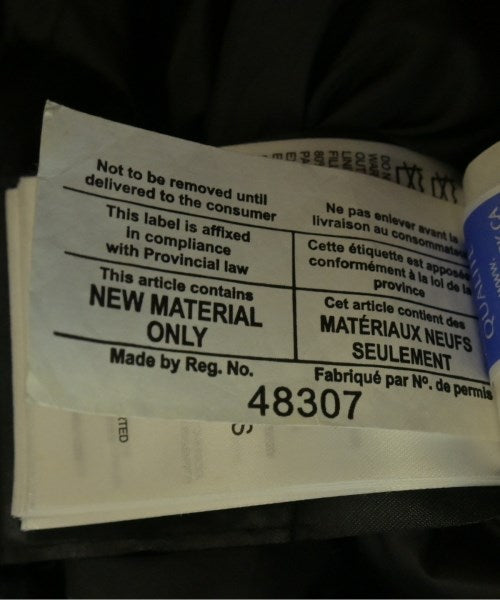 Not to be removed until
delivered to the consumer
Ne pas enlever avant la
livraison au consommateur
This label is affixed
in compliance
with Provincial law
Cette étiquette est apposée
conformément à la loi de la
province
This article contains
NEW MATERIAL
ONLY
Cet article contient des
MATÉRIAUX NEUFS
SEULEMENT
Made by Reg. No.
Fabriqué par Nº. de permis
48307